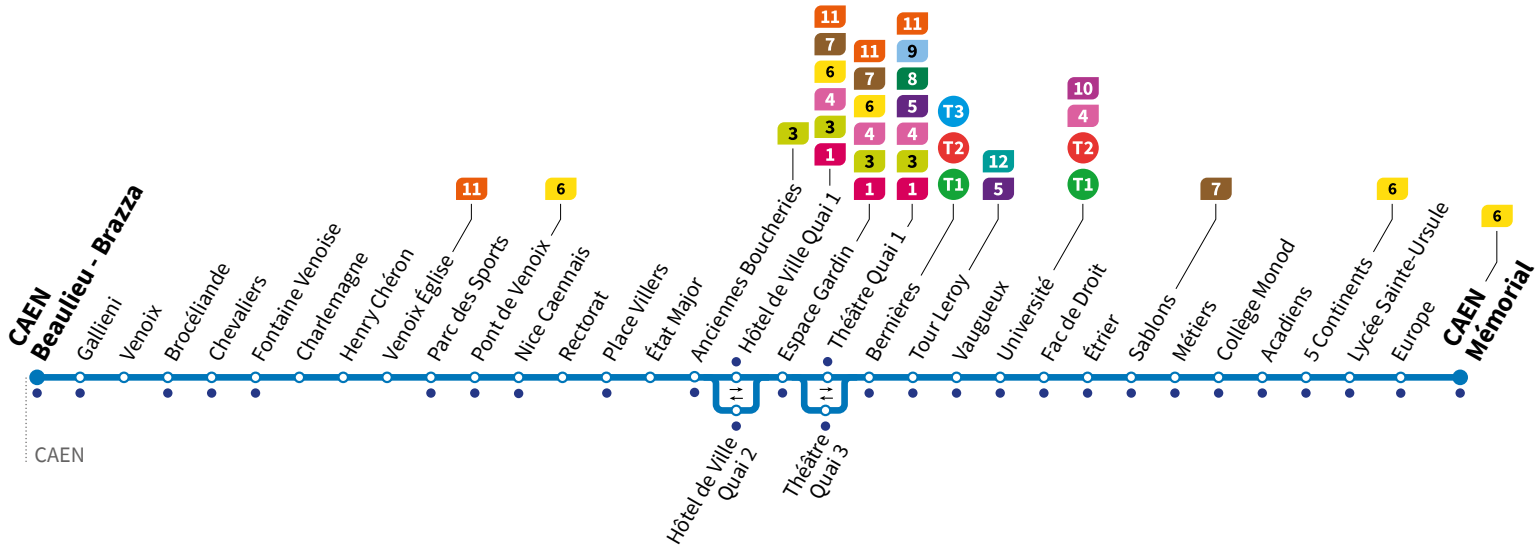 CAEN
Beaulieu - Brazza
Gallieni
Venoix
Brocéliande
Chevaliers
Fontaine Venoise
Charlemagne
Henry Chéron
Venoix Église
11
Parc des Sports
Pont de Venoix
6
Nice Caennais
Rectorat
Place Villers
État Major
Anciennes Boucheries
3
Hôtel de Ville Quai 1
11
7
6
4
3
1
Espace Gardin
11
7
6
4
3
1
Théâtre Quai 1
11
9
8
5
4
3
1
Bernières
T3
T2
T1
Tour Leroy
12
5
Vaugueux
Université
10
4
T2
T1
Fac de Droit
Étrier
Sablons
7
Métiers
Collège Monod
Acadiens
5 Continents
6
Lycée Sainte-Ursule
Europe
CAEN
Mémorial
6
Hôtel de Ville
Quai 2
Théâtre
Quai 3
CAEN